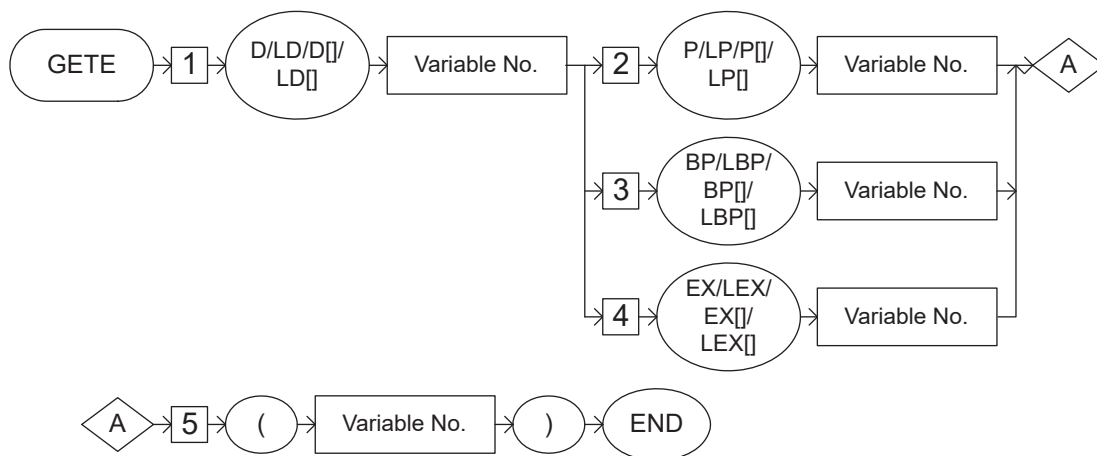 GETE
1
D/LD/D[]/
LD[]
Variable No.
2
P/LP/P[]/
LP[]
Variable No.
A
3
BP/LBP/
BP[]/
LBP[]
Variable No.
4
EX/LEX/
EX[]/
LEX[]
Variable No.
A
5
(
Variable No.
)
END